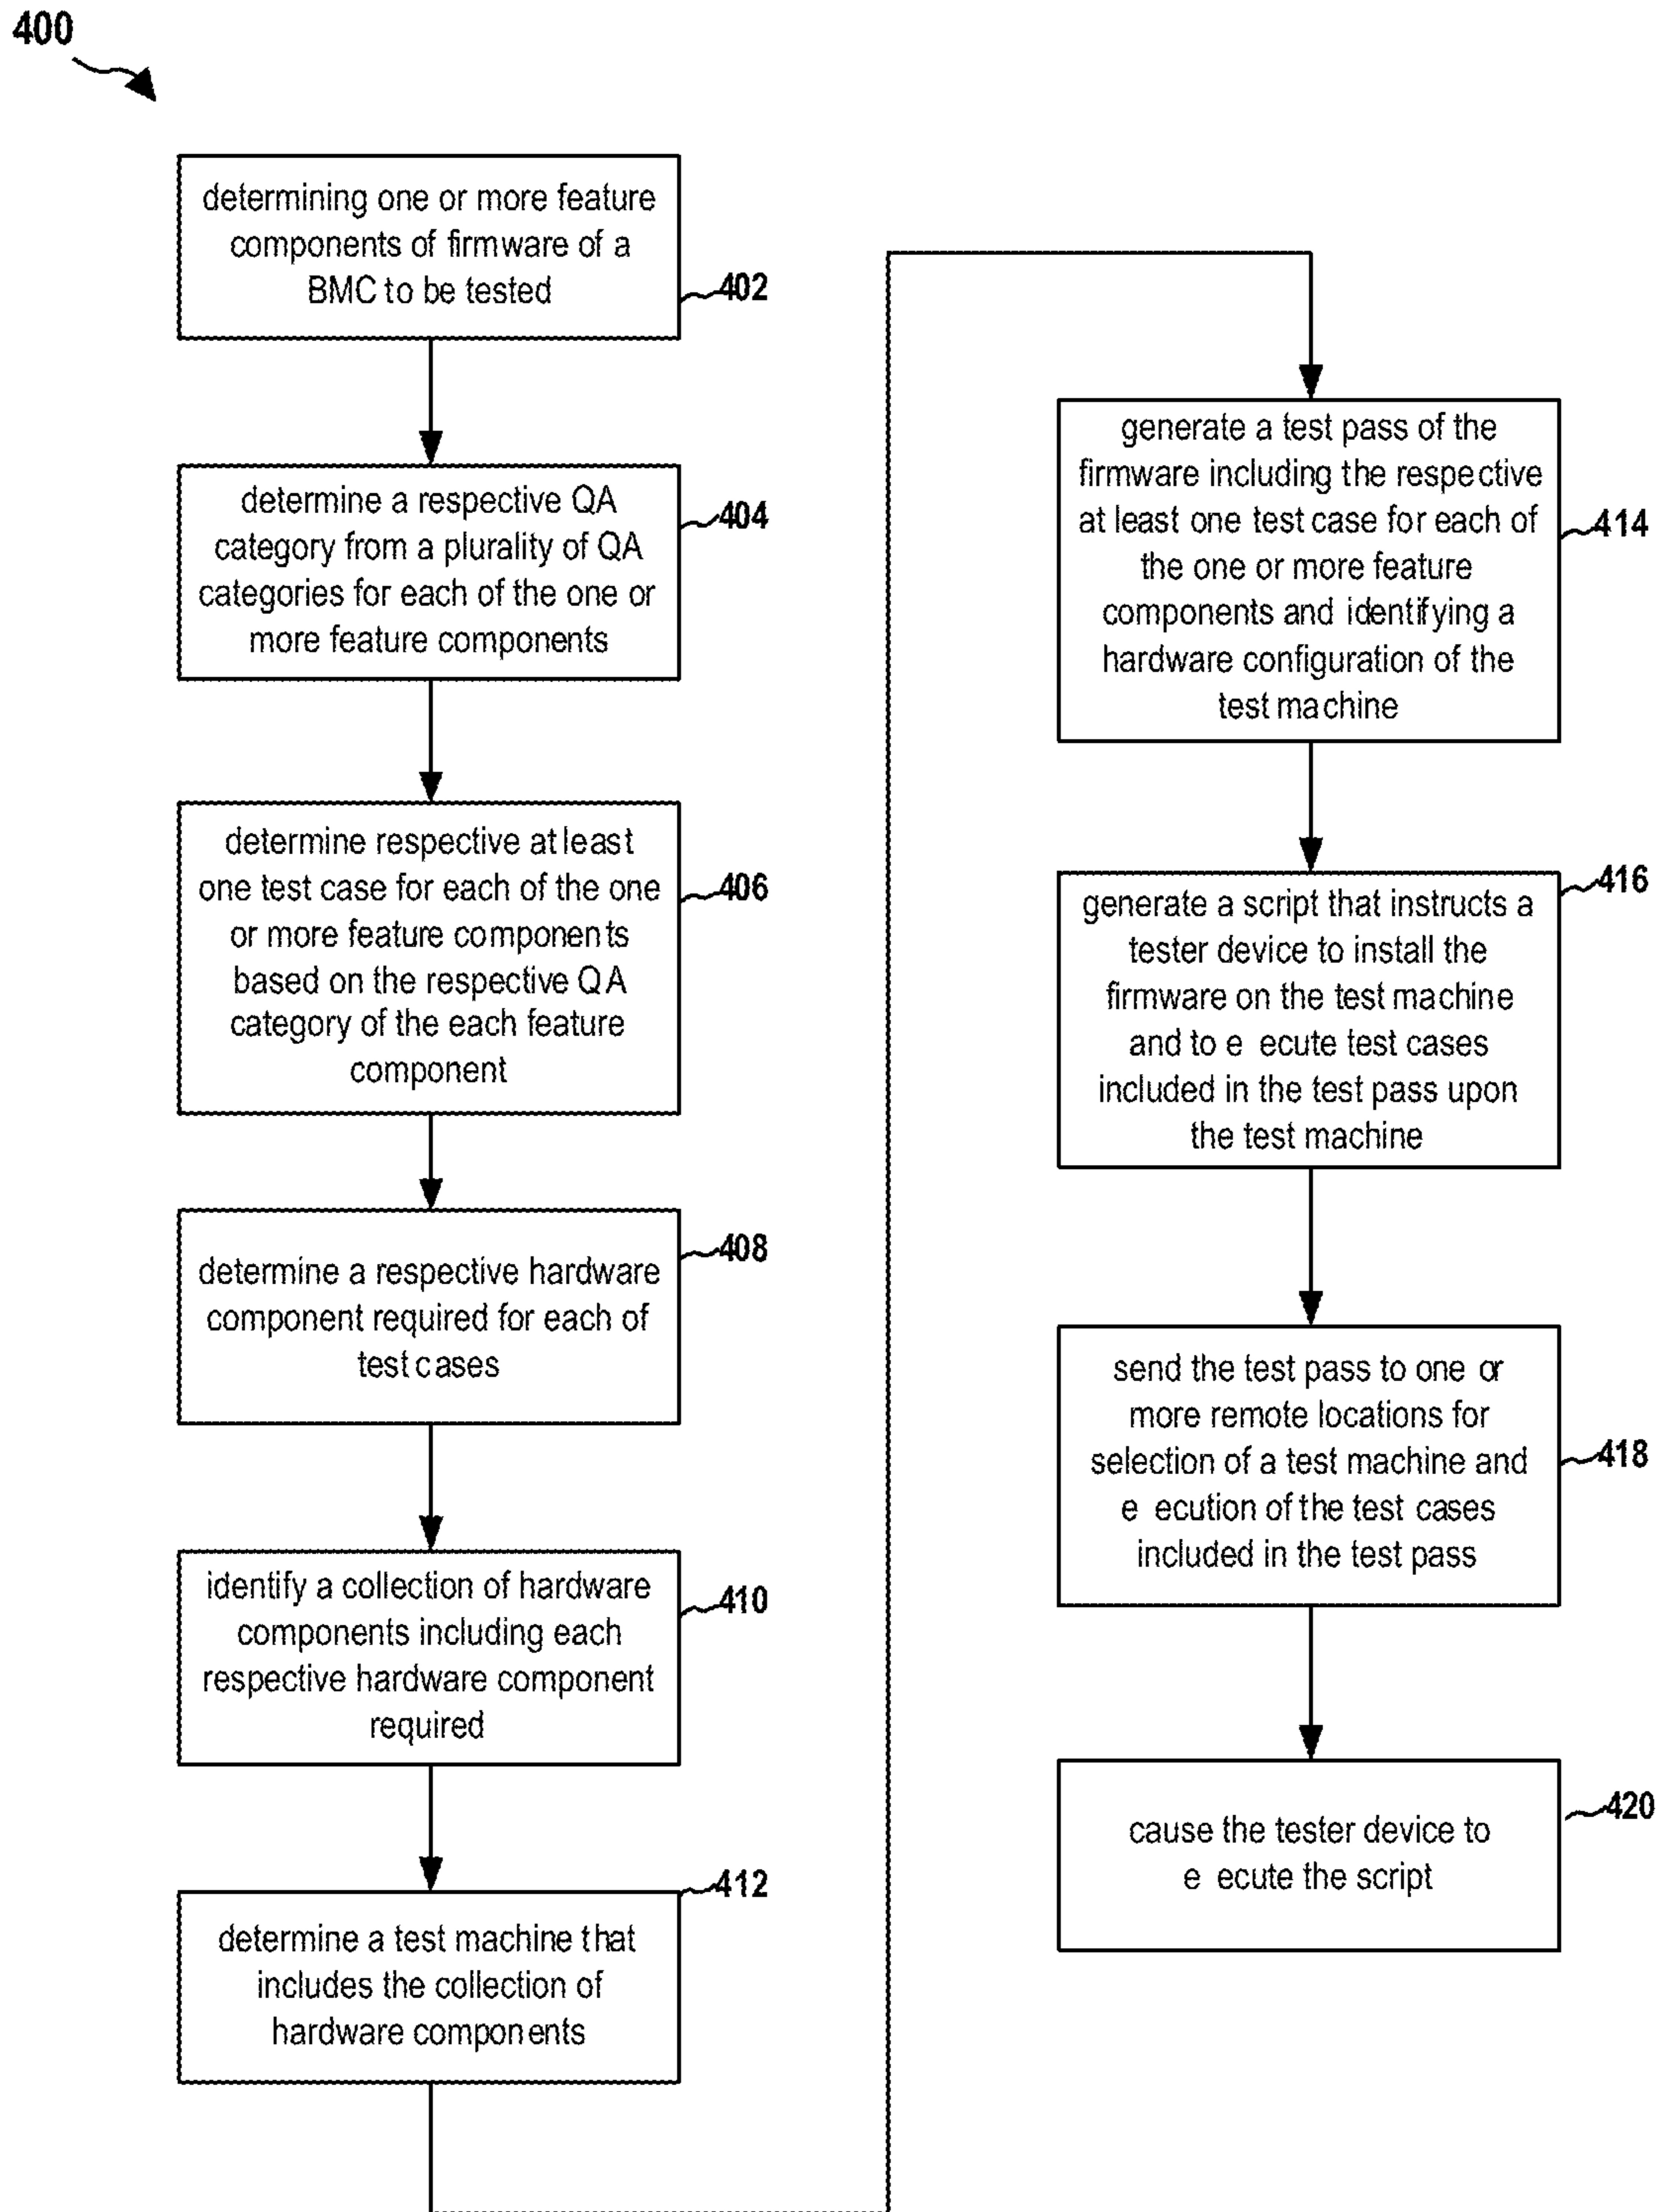 400
determining one or more feature
components of firmware of a
BMC to be tested
402
determine a respective QA
category from a plurality of QA
categories for each of the one or
more feature components
404
determine respective at least
one test case for each of the one
or more feature components
based on the respective QA
category of the each feature
component
406
determine a respective hardware
component required for each of
test cases
408
identify a collection of hardware
components including each
respective hardware component
required
410
determine a test machine that
includes the collection of
hardware components
412
generate a test pass of the
firmware including the respective
at least one test case for each of
the one or more feature
components and identifying a
hardware configuration of the
test machine
414
generate a script that instructs a
tester device to install the
firmware on the test machine
and to e ecute test cases
included in the test pass upon
the test machine
416
send the test pass to one or
more remote locations for
selection of a test machine and
e ecution of the test cases
included in the test pass
418
cause the tester device to
e ecute the script
420